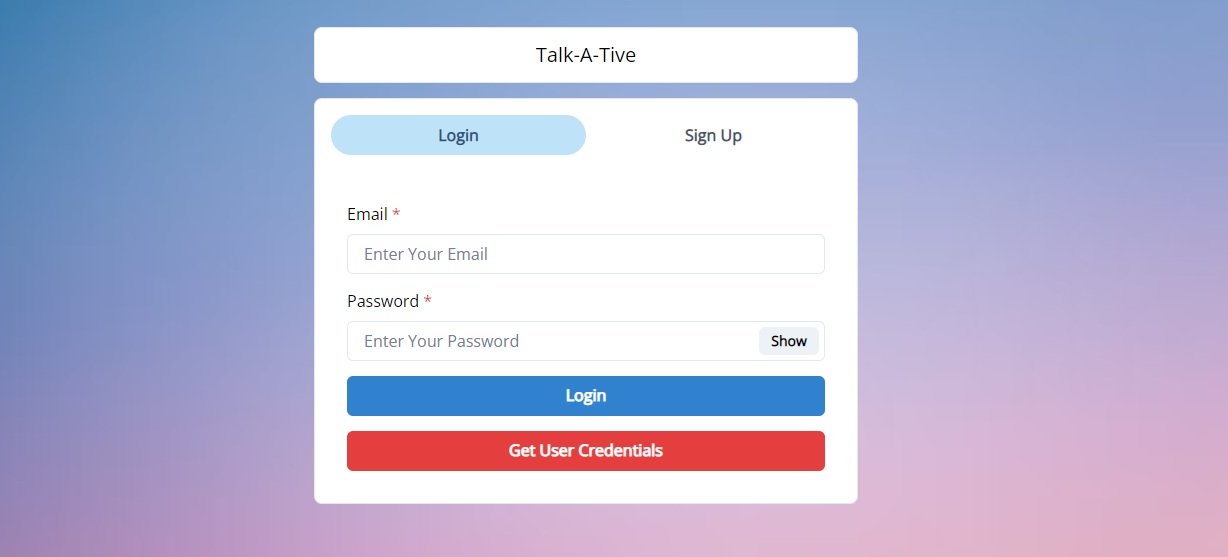 Talk-A-Tive
Login
Sign Up
Email *
Enter Your Email
Password *
Enter Your Password
Show
Login
Get User Credentials